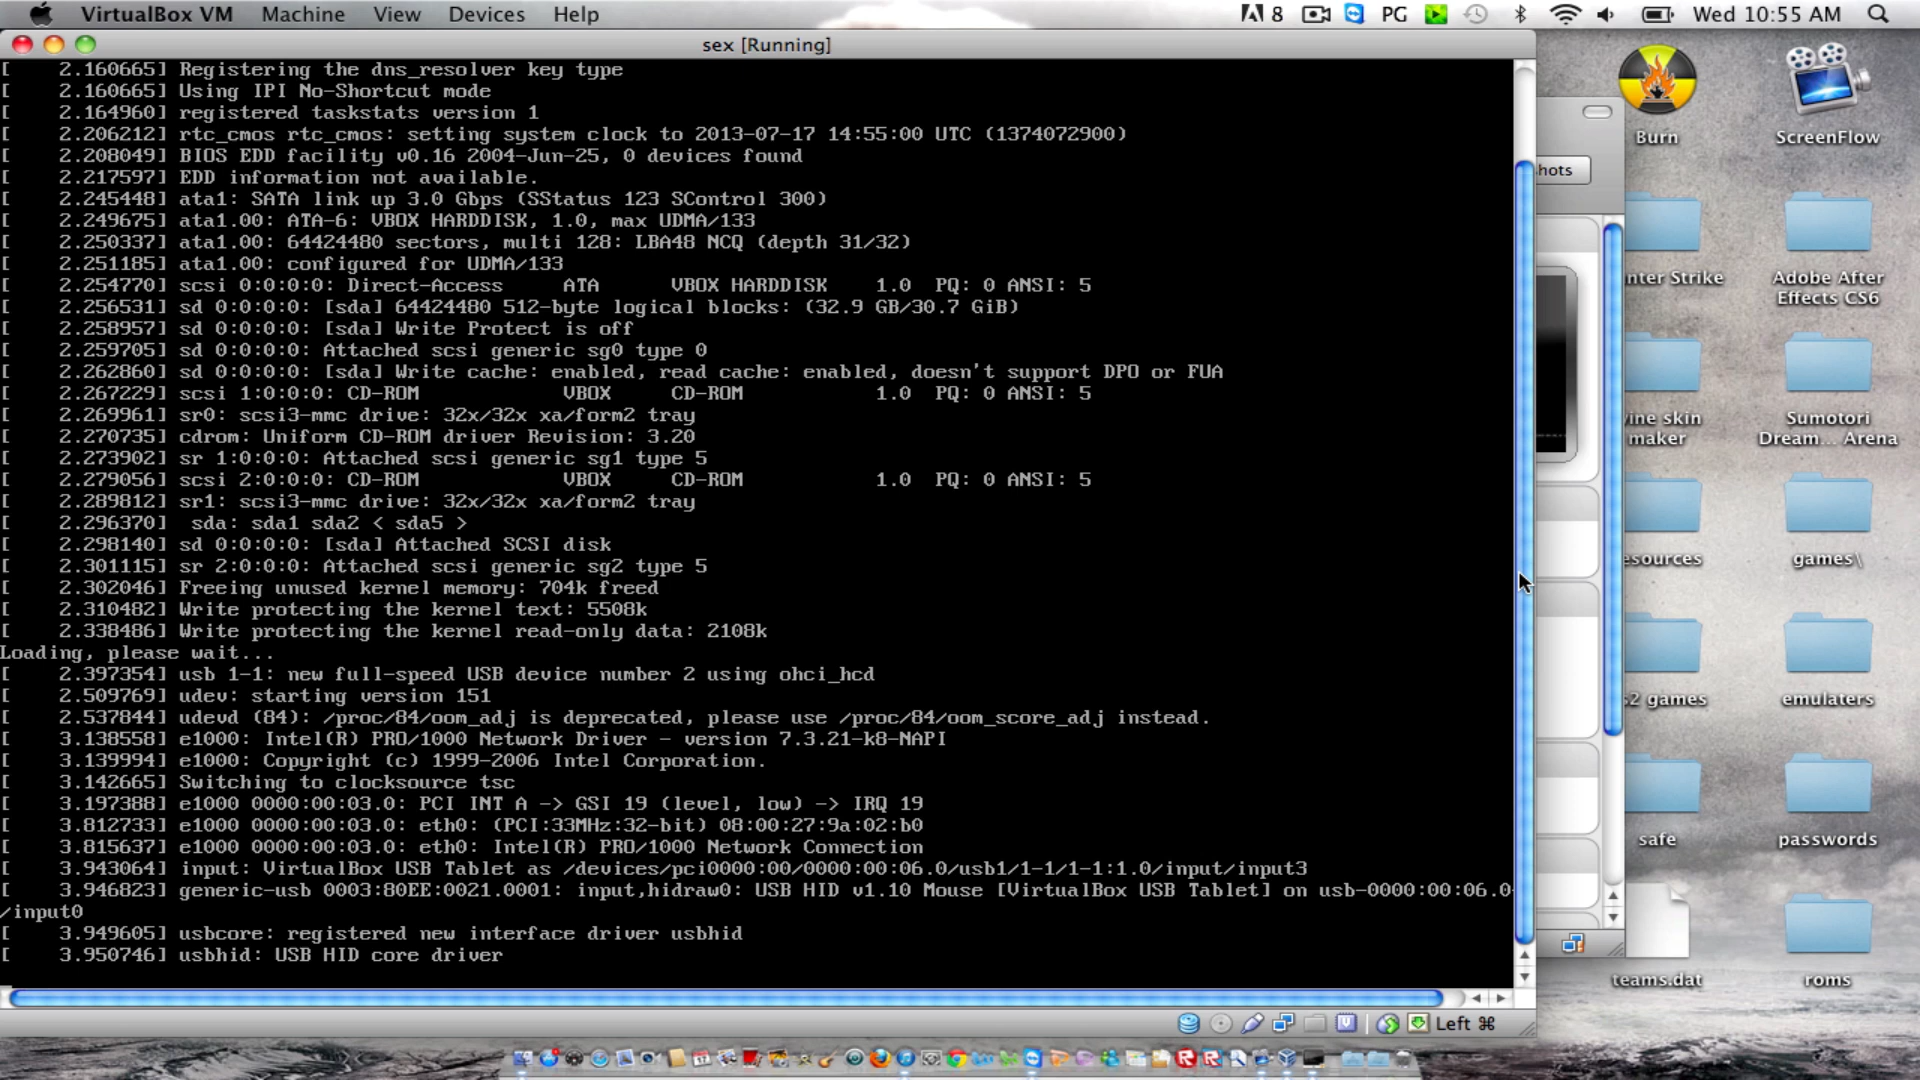 VirtualBox VM Machine View Devices Help 8 PG Wed 10:55 AM
sex [Running]
[ 2.160665] Registering the dns_resolver key type
[ 2.160665] Using IPI No-Shortcut mode
[ 2.164960] registered taskstats version 1
[ 2.206212] rtc_cmos rtc_cmos: setting system clock to 2013-07-17 14:55:00 UTC (1374072900)
[ 2.208049] BIOS EDD facility v0.16 2004-Jun-25, 0 devices found
[ 2.217597] EDD information not available.
[ 2.245448] ata1: SATA link up 3.0 Gbps (SStatus 123 SControl 300)
[ 2.249675] ata1.00: ATA-6: VBOX HARDDISK, 1.0, max UDMA/133
[ 2.250337] ata1.00: 64424480 sectors, multi 128: LBA48 NCQ (depth 31/32)
[ 2.251185] ata1.00: configured for UDMA/133
[ 2.254770] scsi 0:0:0:0: Direct-Access ATA VBOX HARDDISK 1.0 PQ: 0 ANSI: 5
[ 2.256531] sd 0:0:0:0: [sda] 64424480 512-byte logical blocks: (32.9 GB/30.7 GiB)
[ 2.258957] sd 0:0:0:0: [sda] Write Protect is off
[ 2.259705] sd 0:0:0:0: Attached scsi generic sg0 type 0
[ 2.262860] sd 0:0:0:0: [sda] Write cache: enabled, read cache: enabled, doesn't support DPO or FUA
[ 2.267229] scsi 1:0:0:0: CD-ROM VBOX CD-ROM 1.0 PQ: 0 ANSI: 5
[ 2.269961] sr0: scsi3-mmc drive: 32x/32x xa/form2 tray
[ 2.270735] cdrom: Uniform CD-ROM driver Revision: 3.20
[ 2.273902] sr 1:0:0:0: Attached scsi generic sg1 type 5
[ 2.279056] scsi 2:0:0:0: CD-ROM VBOX CD-ROM 1.0 PQ: 0 ANSI: 5
[ 2.289812] sr1: scsi3-mmc drive: 32x/32x xa/form2 tray
[ 2.296370] sda: sda1 sda2 < sda5 >
[ 2.298140] sd 0:0:0:0: [sda] Attached SCSI disk
[ 2.301115] sr 2:0:0:0: Attached scsi generic sg2 type 5
[ 2.302046] Freeing unused kernel memory: 704k freed
[ 2.310482] Write protecting the kernel text: 5508k
[ 2.338486] Write protecting the kernel read-only data: 2108k
Loading, please wait...
[ 2.397354] usb 1-1: new full-speed USB device number 2 using ohci_hcd
[ 2.509769] udev: starting version 151
[ 2.537844] udevd (84): /proc/84/oom_adj is deprecated, please use /proc/84/oom_score_adj instead.
[ 3.138558] e1000: Intel(R) PRO/1000 Network Driver - version 7.3.21-k8-NAPI
[ 3.139994] e1000: Copyright (c) 1999-2006 Intel Corporation.
[ 3.142665] Switching to clocksource tsc
[ 3.197388] e1000 0000:00:03.0: PCI INT A -> GSI 19 (level, low) -> IRQ 19
[ 3.812733] e1000 0000:00:03.0: eth0: (PCI:33MHz:32-bit) 08:00:27:9a:02:b0
[ 3.815637] e1000 0000:00:03.0: eth0: Intel(R) PRO/1000 Network Connection
[ 3.943064] input: VirtualBox USB Tablet as /devices/pci0000:00/0000:00:06.0/usb1/1-1/1-1:1.0/input/input3
[ 3.946823] generic-usb 0003:80EE:0021.0001: input,hidraw0: USB HID v1.10 Mouse [VirtualBox USB Tablet] on usb-0000:00:06.0-
/input0
[ 3.949605] usbcore: registered new interface driver usbhid
[ 3.950746] usbhid: USB HID core driver
Left ⌘
hots
Burn
ScreenFlow
nter Strike
Adobe After
Effects CS6
ine skin
maker
Sumotori
Dream... Arena
esources
games\
s2 games
emulaters
safe
passwords
teams.dat
roms